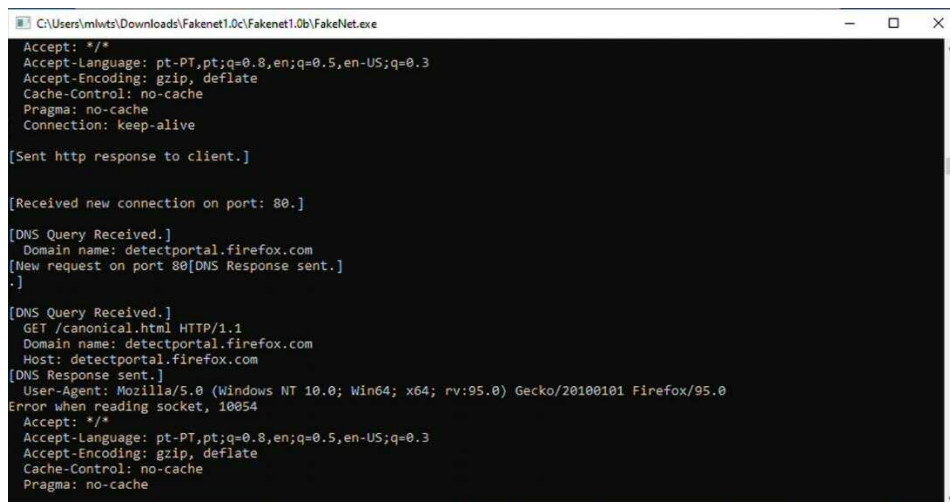 C:\Users\mlwts\Downloads\Fakenet1.0c\Fakenet1.0b\FakeNet.exe
Accept: */*
Accept-Language: pt-PT,pt;q=0.8,en;q=0.5,en-US;q=0.3
Accept-Encoding: gzip, deflate
Cache-Control: no-cache
Pragma: no-cache
Connection: keep-alive
[Sent http response to client.]
[Received new connection on port: 80.]
[DNS Query Received.]
Domain name: detectportal.firefox.com
[New request on port 80[DNS Response sent.]
.]
[DNS Query Received.]
GET /canonical.html HTTP/1.1
Domain name: detectportal.firefox.com
Host: detectportal.firefox.com
[DNS Response sent.]
User-Agent: Mozilla/5.0 (Windows NT 10.0; Win64; x64; rv:95.0) Gecko/20100101 Firefox/95.0
Error when reading socket, 10054
Accept: */*
Accept-Language: pt-PT,pt;q=0.8,en;q=0.5,en-US;q=0.3
Accept-Encoding: gzip, deflate
Cache-Control: no-cache
Pragma: no-cache